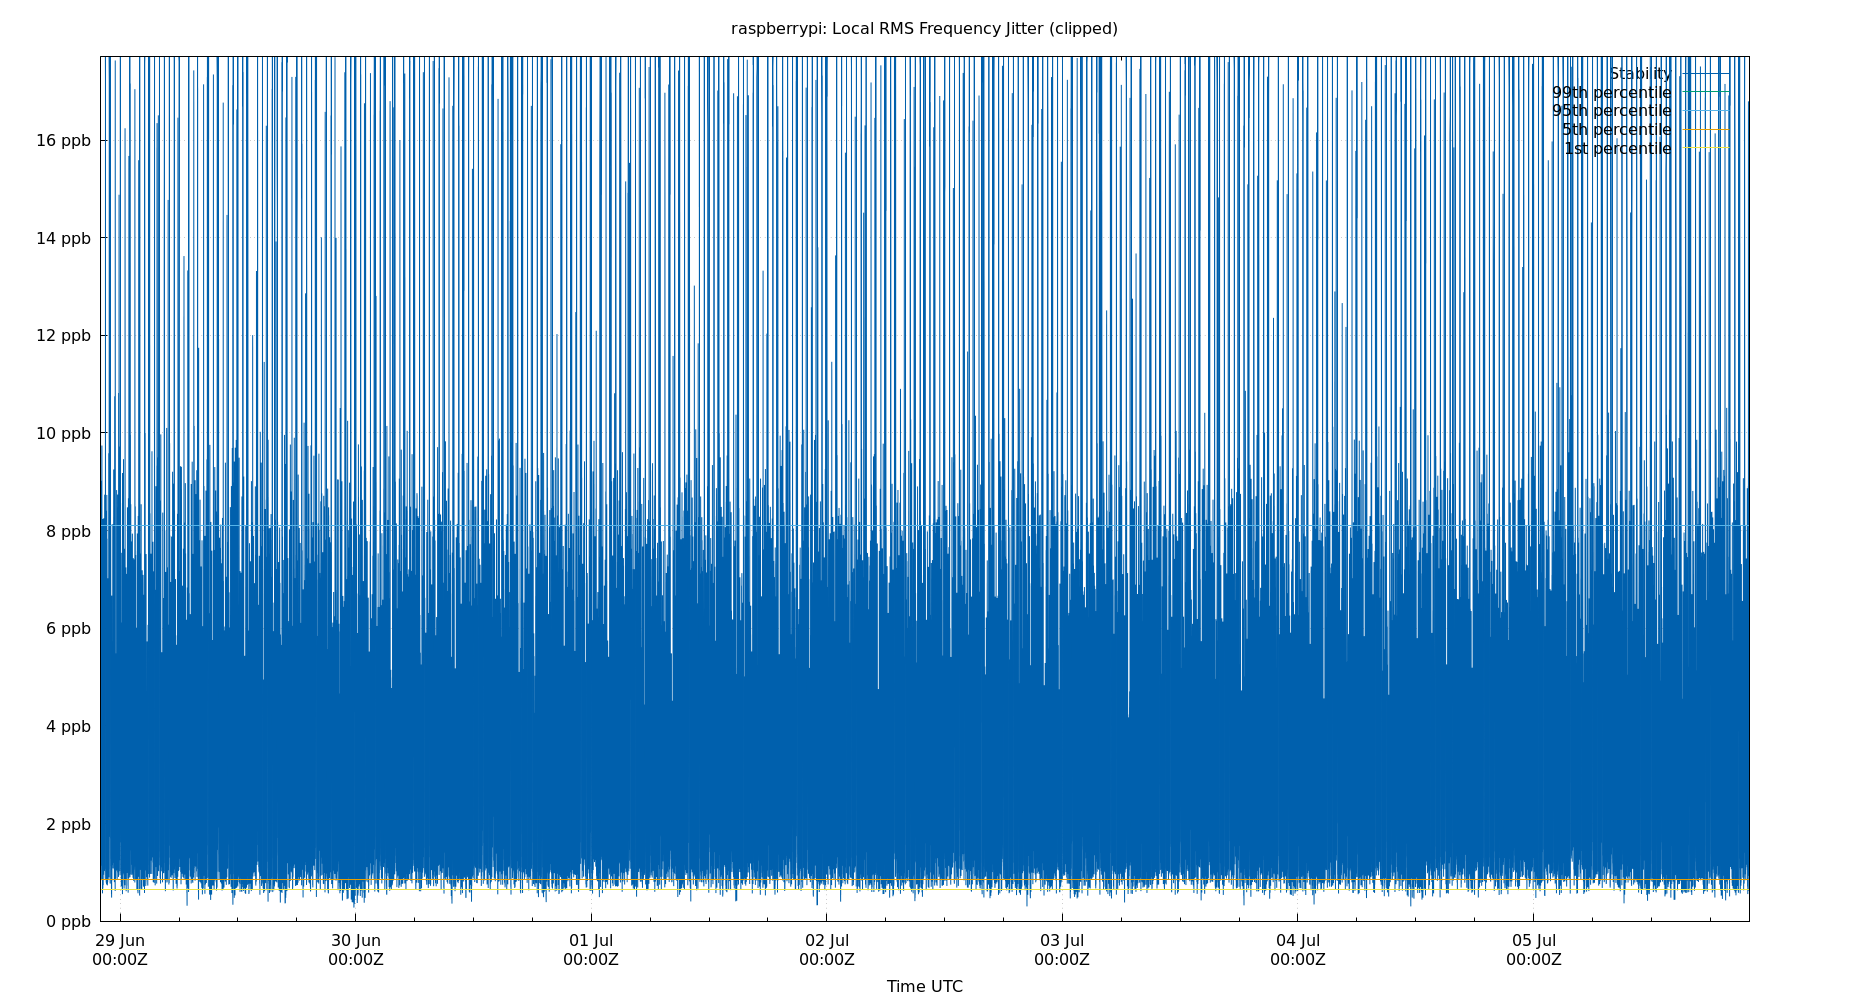 raspberrypi: Local RMS Frequency Jitter (clipped)
Stability
99th percentile
95th percentile
5th percentile
1st percentile
16 ppb
14 ppb
12 ppb
10 ppb
8 ppb
6 ppb
4 ppb
2 ppb
0 ppb
29 Jun 30 Jun 01 Jul 02 Jul 03 Jul 04 Jul 05 Jul
00:00Z 00:00Z 00:00Z 00:00Z 00:00Z 00:00Z 00:00Z
Time UTC